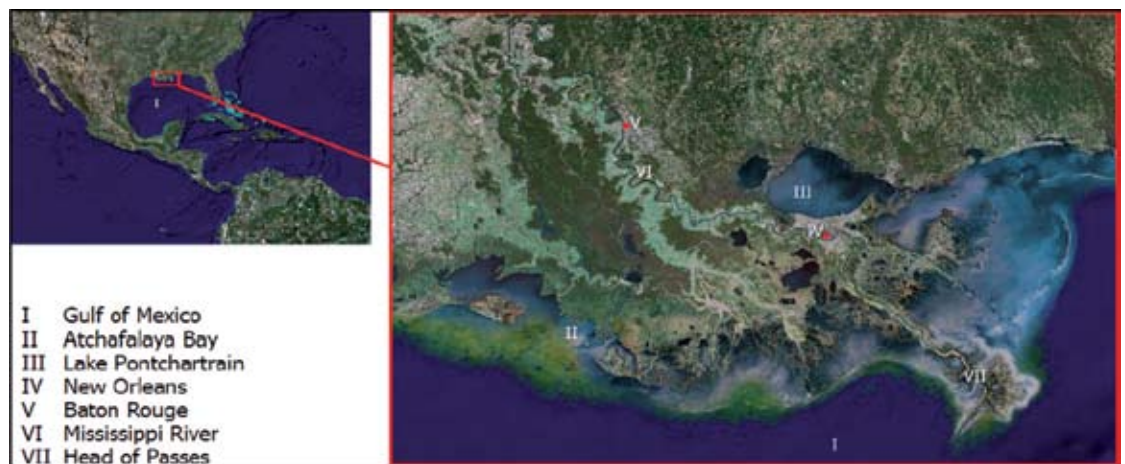 I
V
VI
III
IV
II
VII
I
I Gulf of Mexico
II Atchafalaya Bay
III Lake Pontchartrain
IV New Orleans
V Baton Rouge
VI Mississippi River
VII Head of Passes